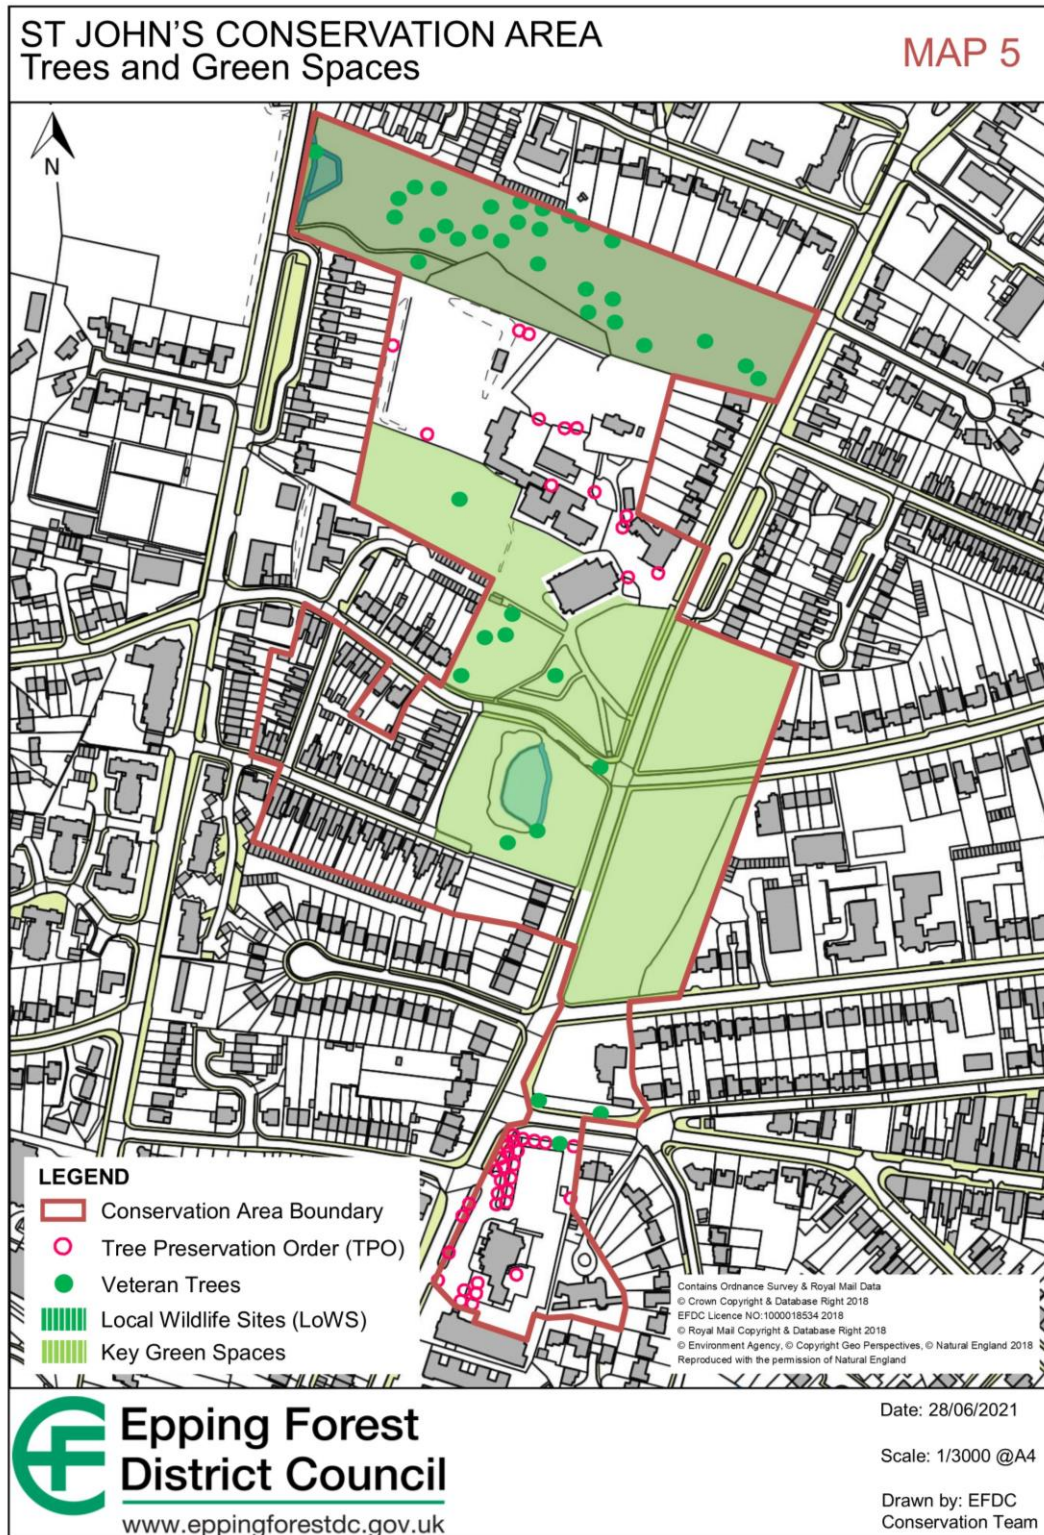 ST JOHN'S CONSERVATION AREA
Trees and Green Spaces
MAP 5
N
LEGEND
Conservation Area Boundary
Tree Preservation Order (TPO)
Veteran Trees
Local Wildlife Sites (LoWS)
Key Green Spaces
Contains Ordnance Survey & Royal Mail Data
© Crown Copyright & Database Right 2018
EFDC Licence NO:1000018534 2018
© Royal Mail Copyright & Database Right 2018
© Environment Agency, © Copyright Geo Perspectives, © Natural England 2018
Reproduced with the permission of Natural England
Epping Forest
District Council
www.eppingforestdc.gov.uk
Date: 28/06/2021
Scale: 1/3000 @A4
Drawn by: EFDC
Conservation Team